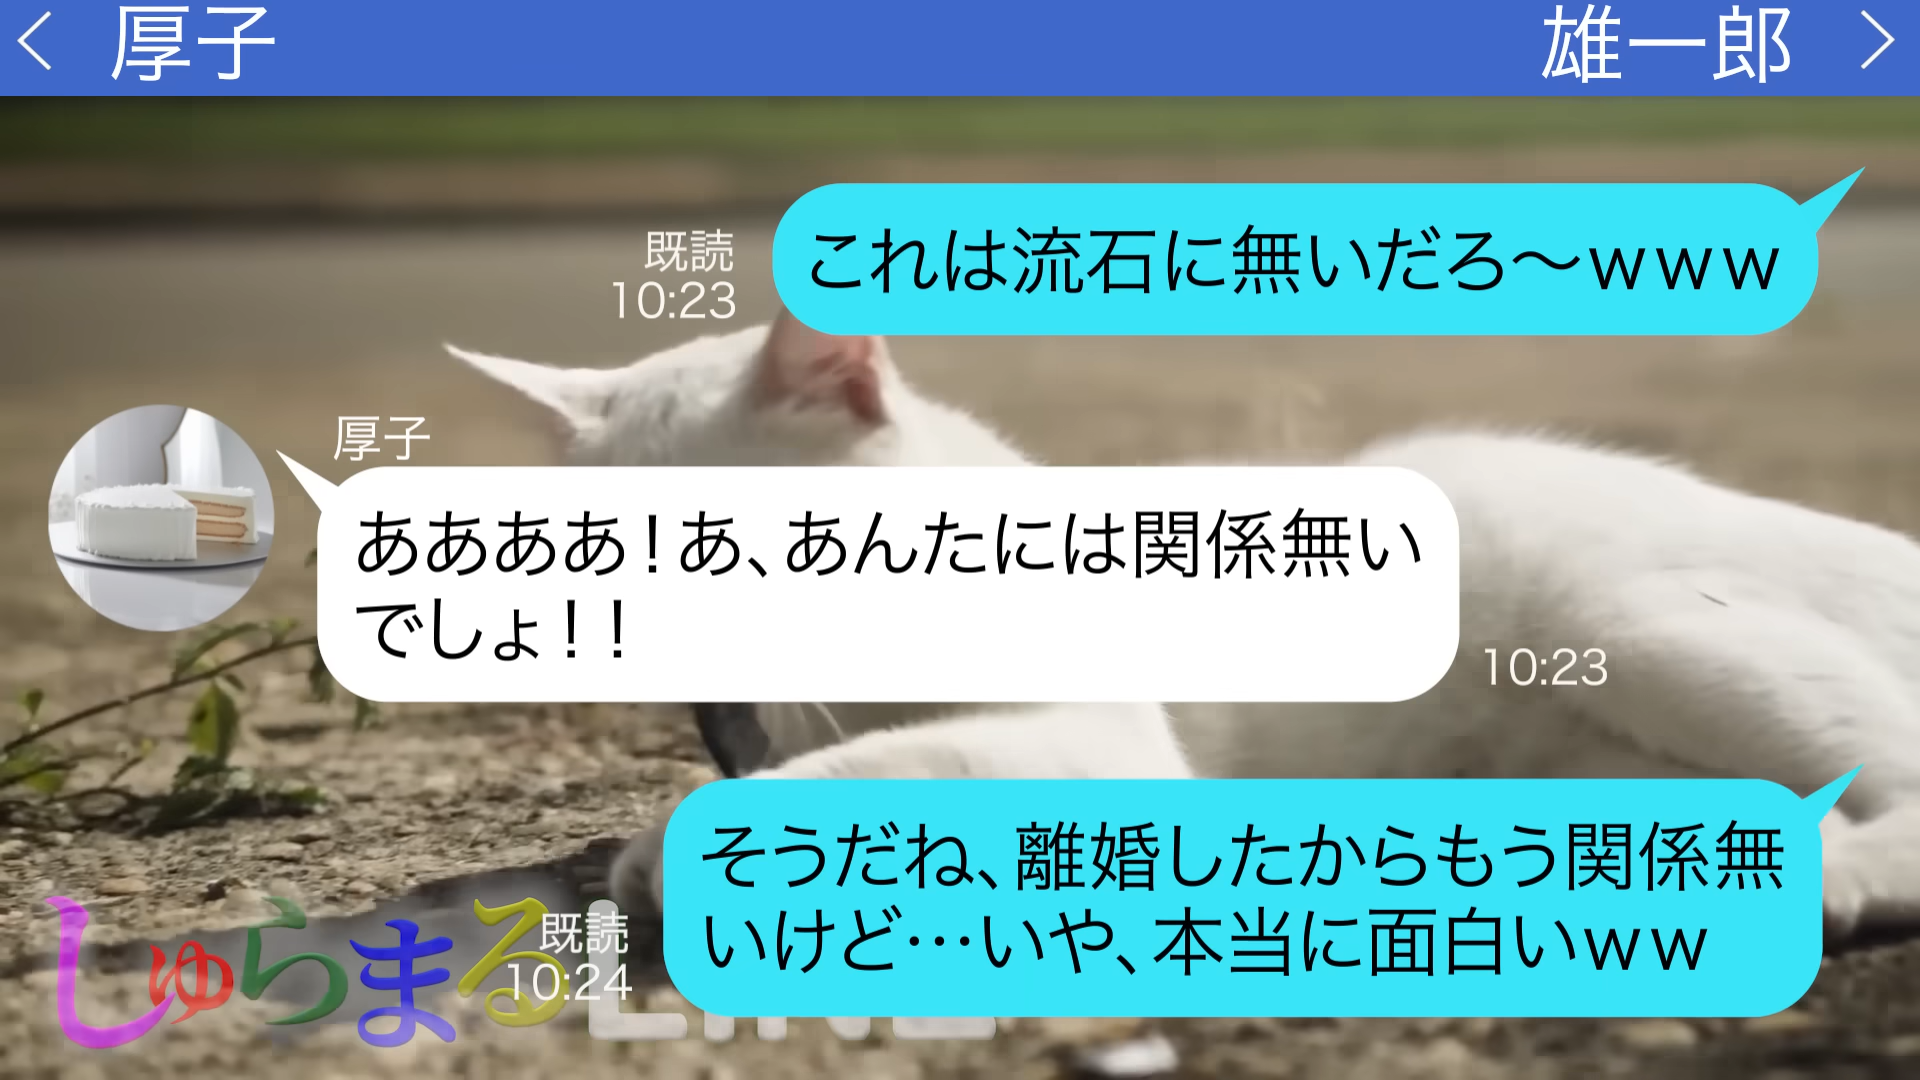 厚子
雄一郎
これは流石に無いだろ～ｗｗｗ
既読
10:23
厚子
ああああ！あ、あんたには関係無い
でしょ！！
10:23
そうだね、離婚したからもう関係無
いけど…いや、本当に面白いｗｗ
既読
10:24
しゅらまるLINE